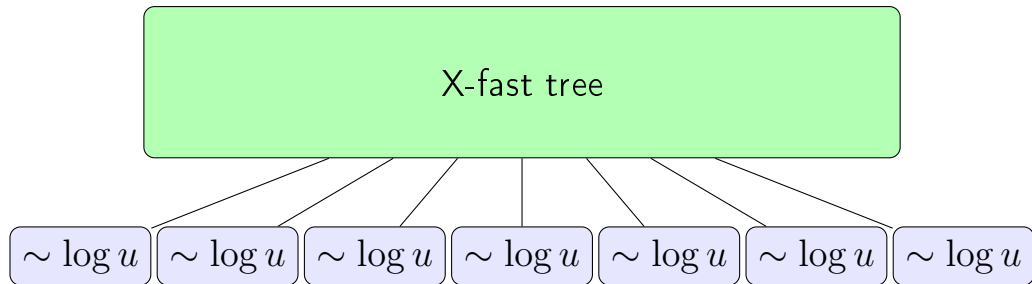 X-fast tree
∼ log u ∼ log u ∼ log u ∼ log u ∼ log u ∼ log u ∼ log u